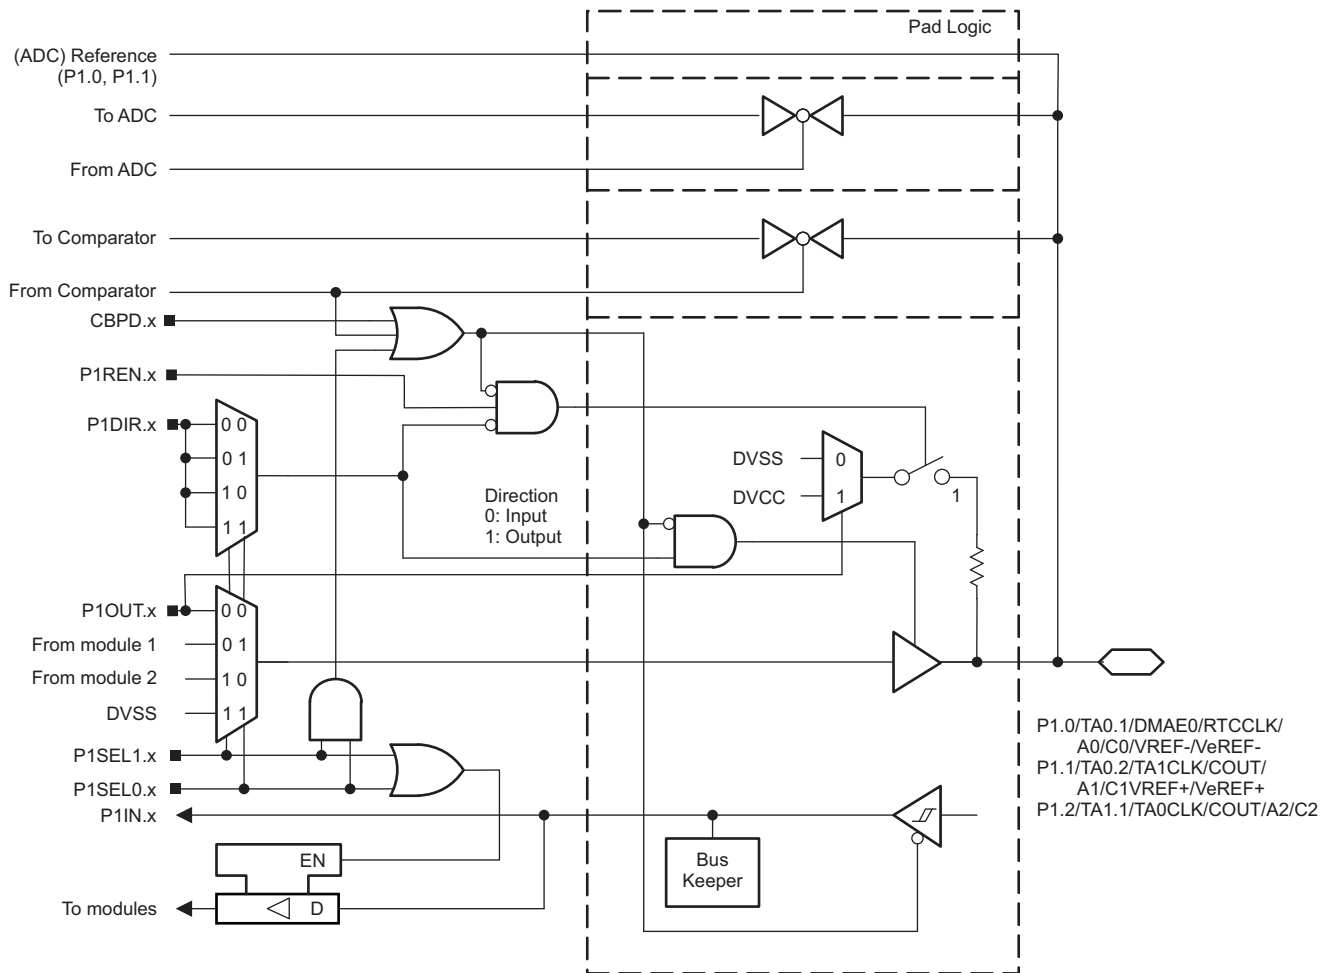 Pad Logic
(ADC) Reference
(P1.0, P1.1)
To ADC
From ADC
To Comparator
From Comparator
CBPD.x
P1REN.x
P1DIR.x
0 0
0 1
1 0
1 1
Direction
0: Input
1: Output
DVSS
0
DVCC
1
1
P1OUT.x
0 0
From module 1
0 1
From module 2
1 0
DVSS
1 1
P1SEL1.x
P1SEL0.x
P1IN.x
EN
D
To modules
Bus
Keeper
P1.0/TA0.1/DMAE0/RTCCLK/
A0/C0/VREF-/VeREF-
P1.1/TA0.2/TA1CLK/COUT/
A1/C1VREF+/VeREF+
P1.2/TA1.1/TA0CLK/COUT/A2/C2